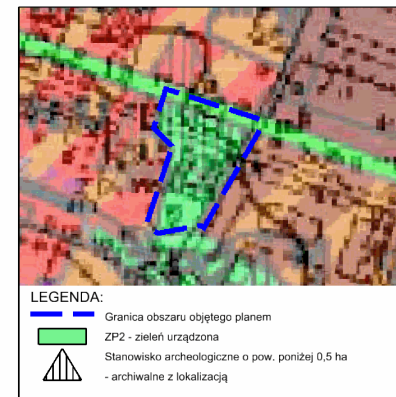 LEGENDA:
Granica obszaru objętego planem
ZP2 - zieleń urządzona
Stanowisko archeologiczne o pow. poniżej 0,5 ha
- archiwalne z lokalizacją